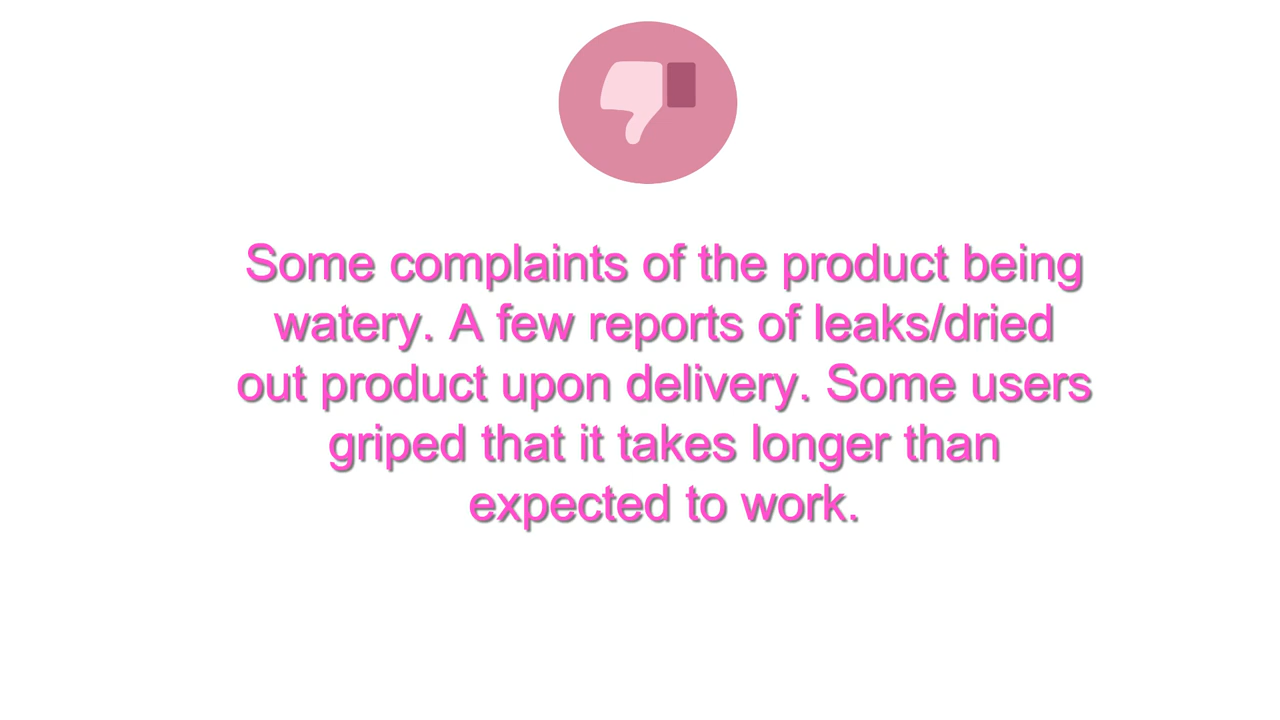 Some complaints of the product being
watery. A few reports of leaks/dried
out product upon delivery. Some users
griped that it takes longer than
expected to work.